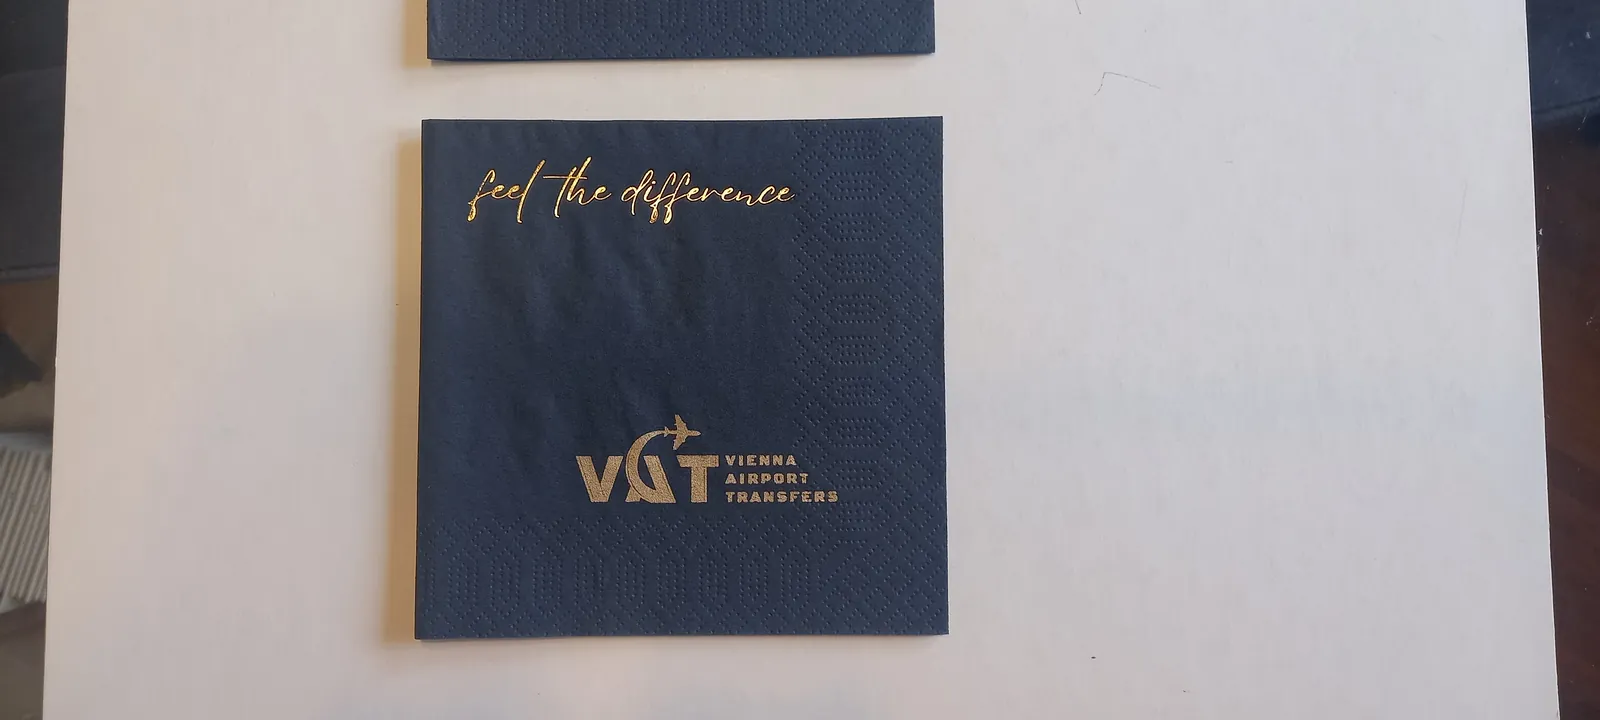 feel the difference
VAT VIENNA
AIRPORT
TRANSFERS